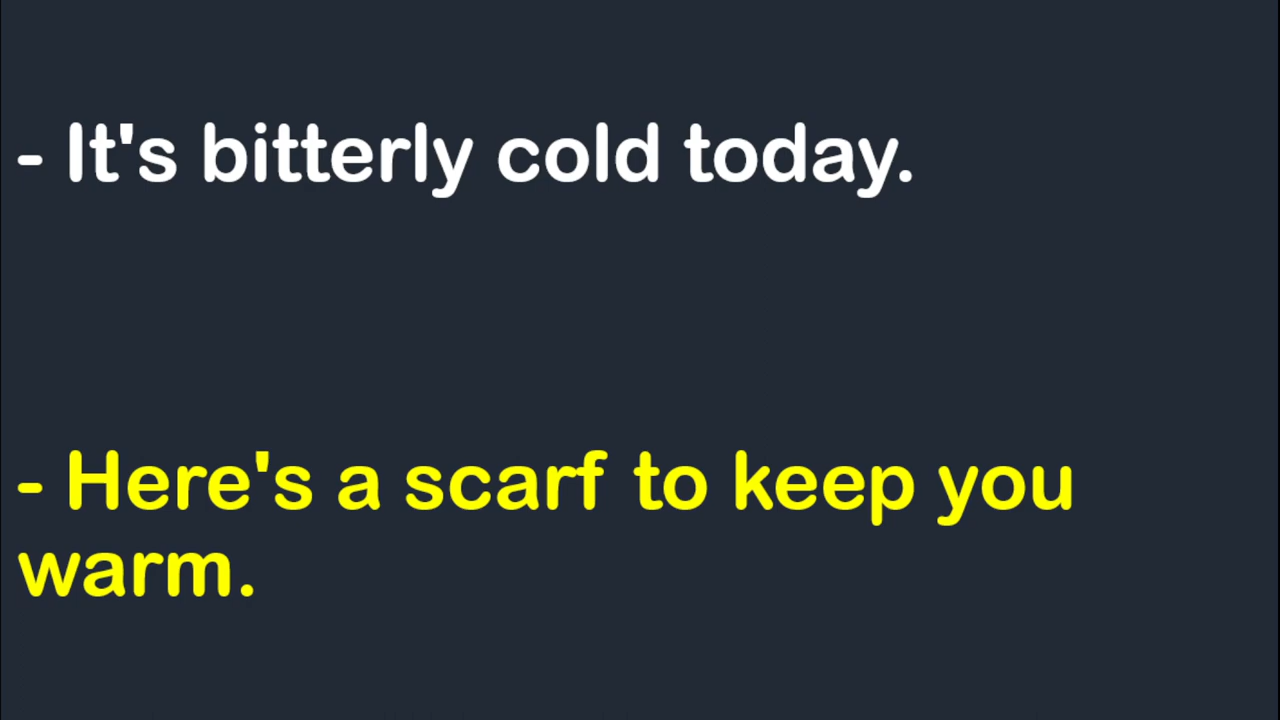 - It's bitterly cold today.
- Here's a scarf to keep you
warm.